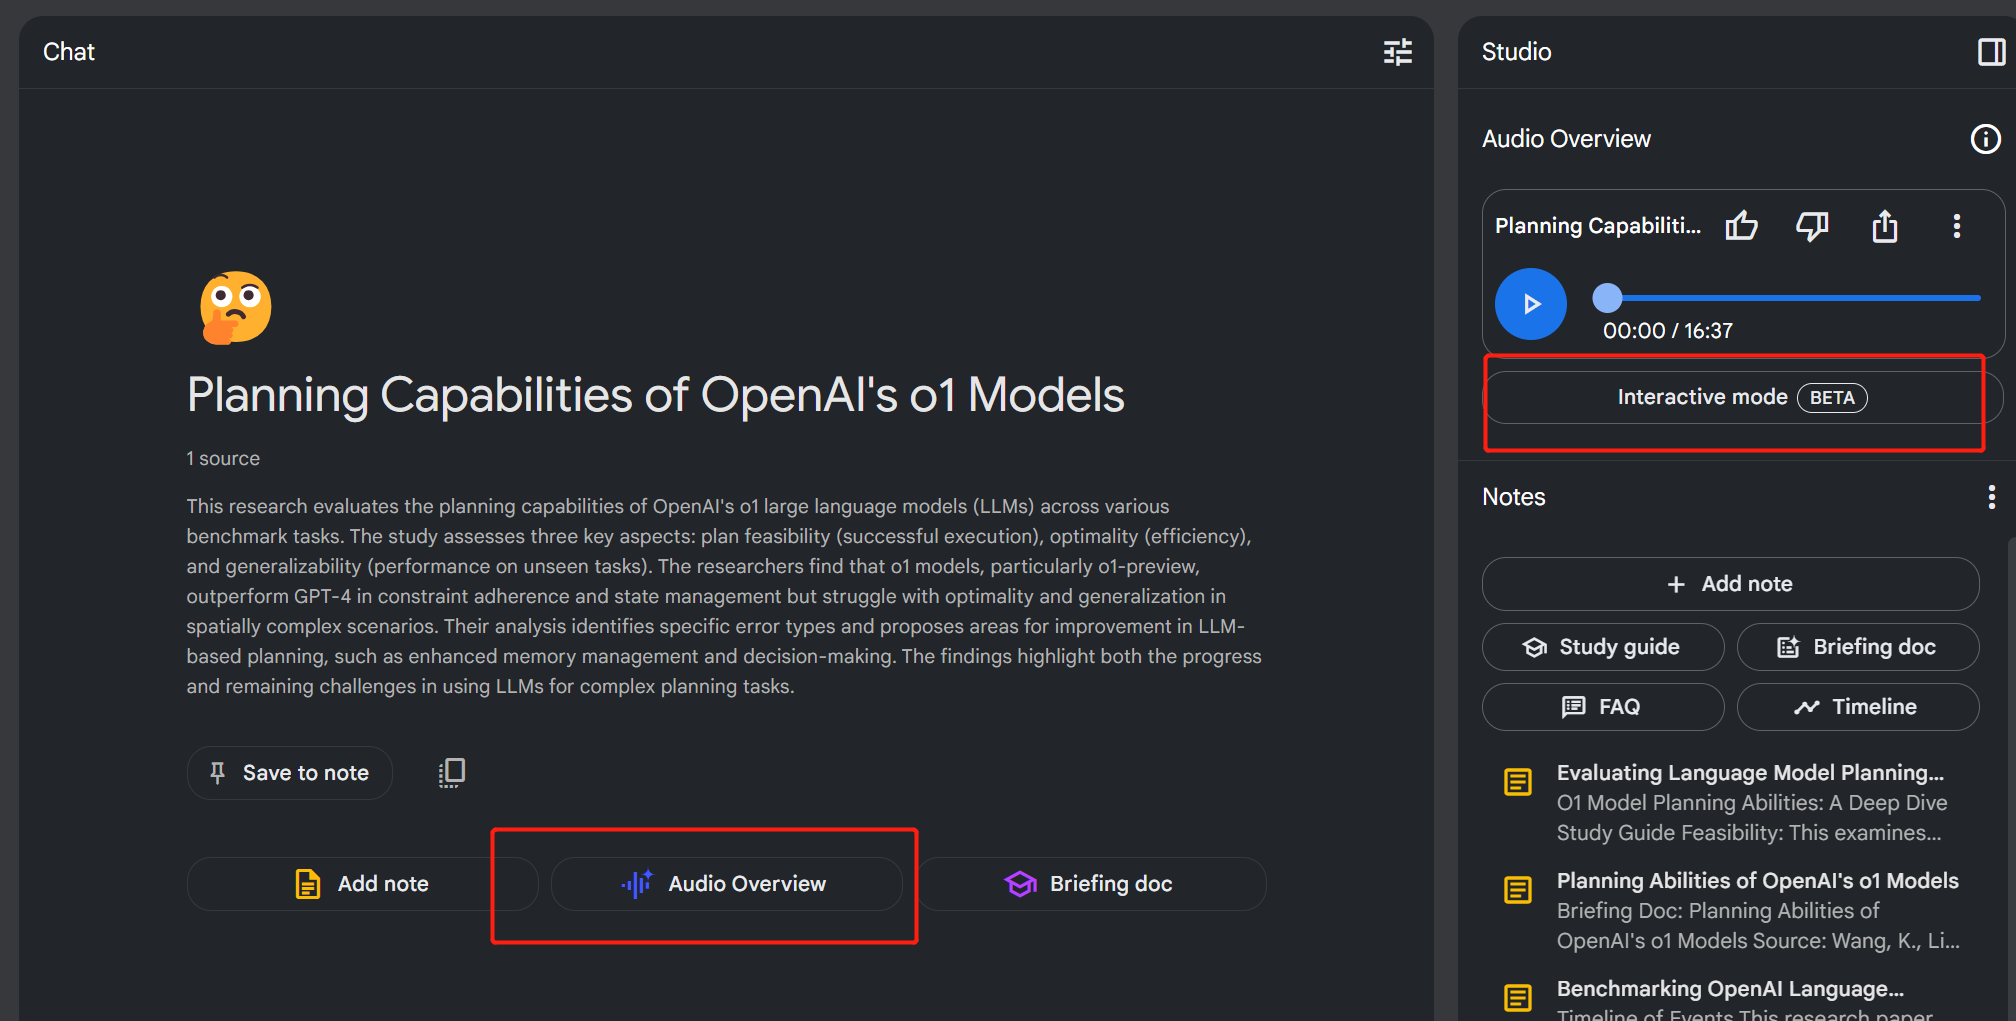 Chat
Planning Capabilities of OpenAI's o1 Models
1 source
This research evaluates the planning capabilities of OpenAI's o1 large language models (LLMs) across various
benchmark tasks. The study assesses three key aspects: plan feasibility (successful execution), optimality (efficiency),
and generalizability (performance on unseen tasks). The researchers find that o1 models, particularly o1-preview,
outperform GPT-4 in constraint adherence and state management but struggle with optimality and generalization in
spatially complex scenarios. Their analysis identifies specific error types and proposes areas for improvement in LLM-
based planning, such as enhanced memory management and decision-making. The findings highlight both the progress
and remaining challenges in using LLMs for complex planning tasks.
Save to note
Add note
Audio Overview
Briefing doc
Studio
Audio Overview
Planning Capabiliti...
00:00 / 16:37
Interactive mode BETA
Notes
+ Add note
Study guide
Briefing doc
FAQ
Timeline
Evaluating Language Model Planning...
O1 Model Planning Abilities: A Deep Dive
Study Guide Feasibility: This examines...
Planning Abilities of OpenAI's o1 Models
Briefing Doc: Planning Abilities of
OpenAI's o1 Models Source: Wang, K., Li...
Benchmarking OpenAI Language...
Timeline of Events This research paper